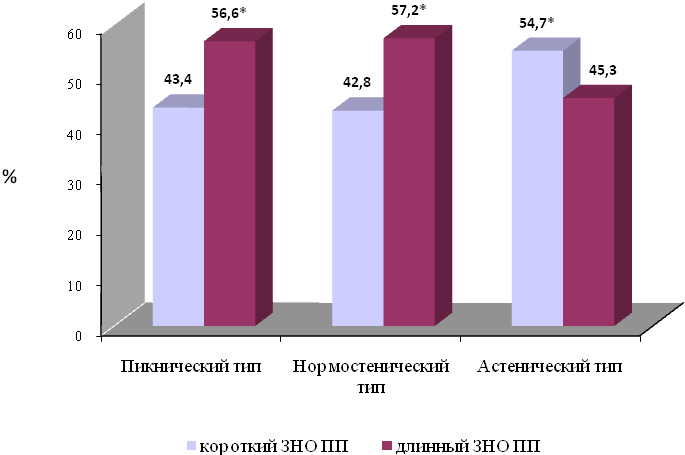 60
50
40
30
20
10
0
%
43,4
56,6*
42,8
57,2*
54,7*
45,3
Пикнический тип
Нормостенический
тип
Астенический тип
короткий ЗНО ПП
длинный ЗНО ПП